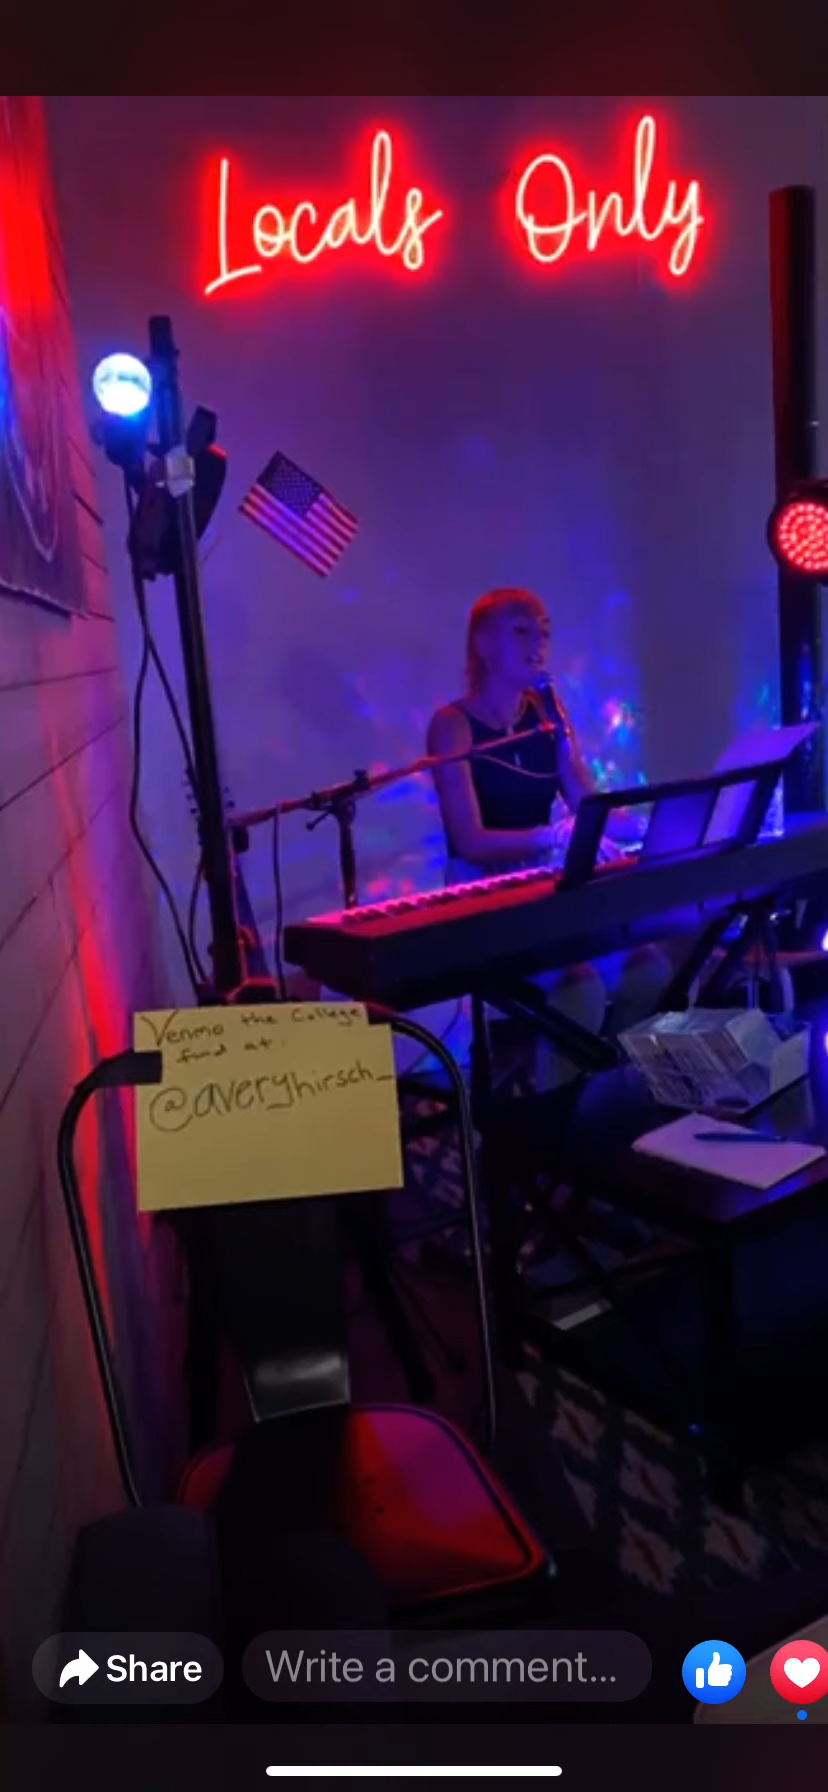 Locals Only
Venmo the College
fund at:
@averyhirsch_
Share
Write a comment...